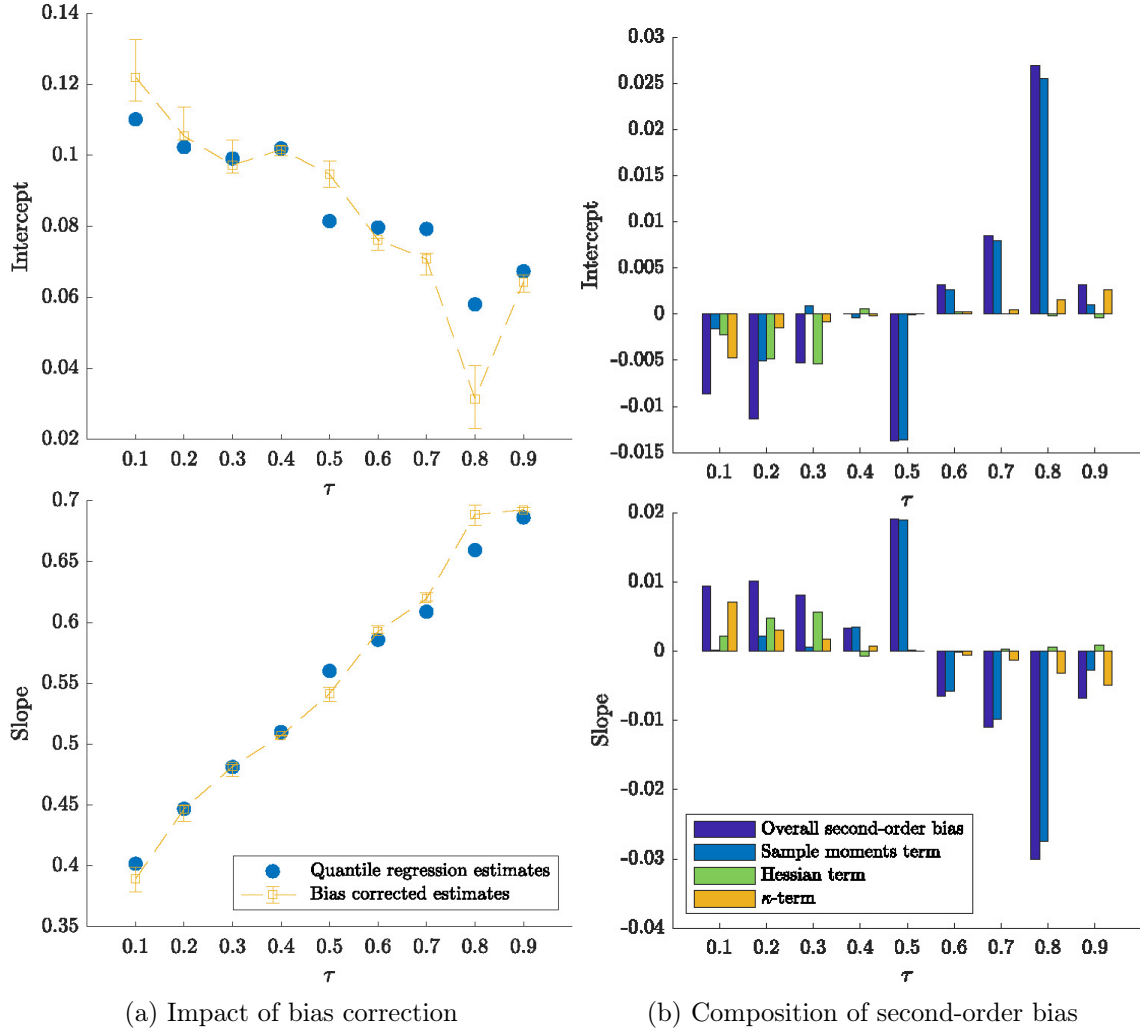 0.14
0.12
0.1
0.08
0.06
0.04
0.02
Intercept
0.1 0.2 0.3 0.4 0.5 0.6 0.7 0.8 0.9
τ
0.7
0.65
0.6
0.55
0.5
0.45
0.4
0.35
Slope
Quantile regression estimates
Bias corrected estimates
0.1 0.2 0.3 0.4 0.5 0.6 0.7 0.8 0.9
τ
(a) Impact of bias correction
0.03
0.025
0.02
0.015
0.01
0.005
0
-0.005
-0.01
-0.015
Intercept
0.1 0.2 0.3 0.4 0.5 0.6 0.7 0.8 0.9
τ
0.02
0.01
0
-0.01
-0.02
-0.03
-0.04
Slope
Overall second-order bias
Sample moments term
Hessian term
κ-term
0.1 0.2 0.3 0.4 0.5 0.6 0.7 0.8 0.9
τ
(b) Composition of second-order bias